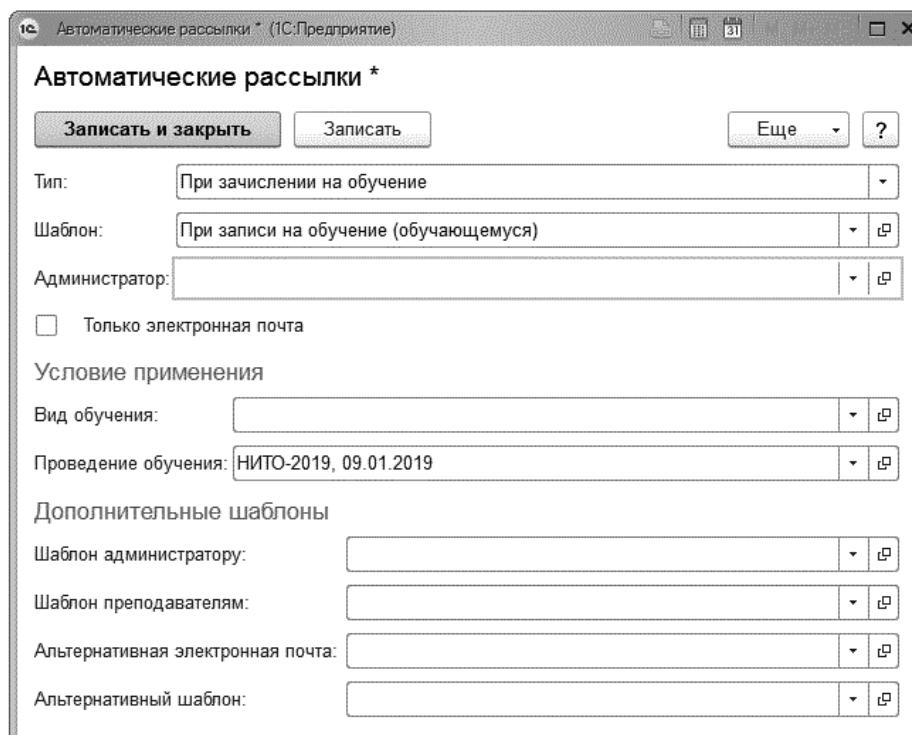 1С Автоматические рассылки * (1С:Предприятие) 31
Автоматические рассылки *
Записать и закрыть Записать Еще ?
Тип: При зачислении на обучение
Шаблон: При записи на обучение (обучающемуся)
Администратор:
Только электронная почта
Условие применения
Вид обучения:
Проведение обучения: НИТО-2019, 09.01.2019
Дополнительные шаблоны
Шаблон администратору:
Шаблон преподавателям:
Альтернативная электронная почта:
Альтернативный шаблон: